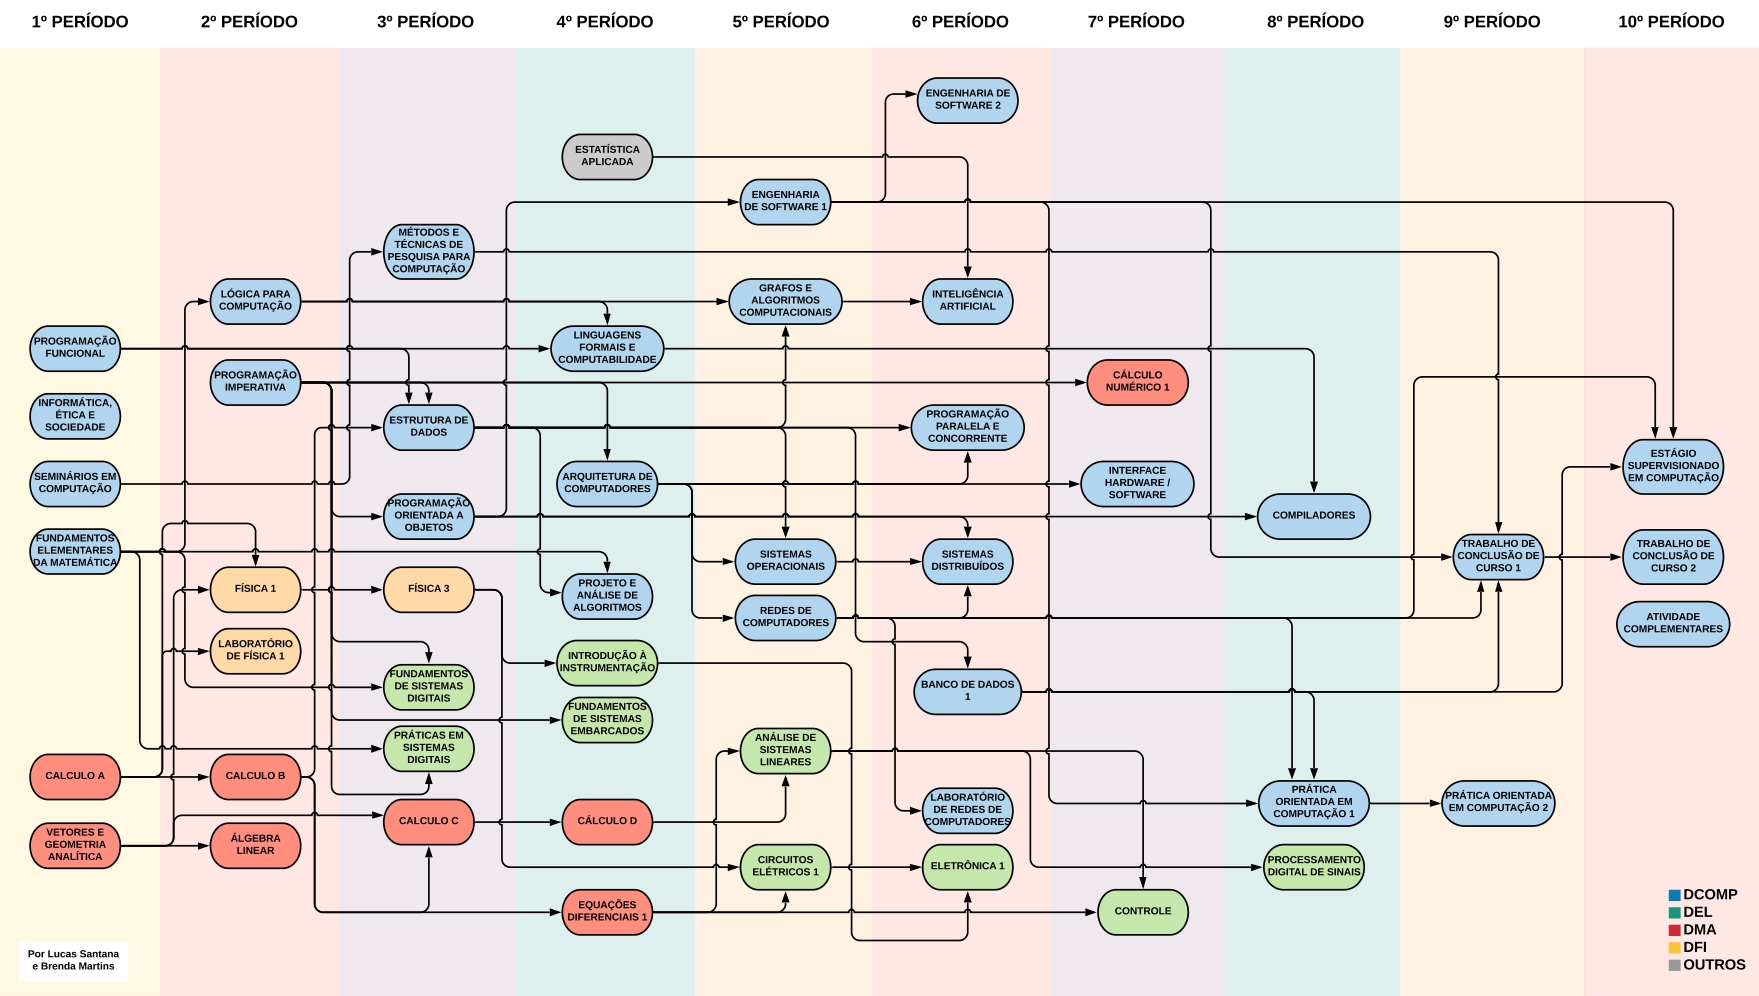 1º PERÍODO
2º PERÍODO
3º PERÍODO
4º PERÍODO
5º PERÍODO
6º PERÍODO
7º PERÍODO
8º PERÍODO
9º PERÍODO
10º PERÍODO
PROGRAMAÇÃO
FUNCIONAL
INFORMÁTICA,
ÉTICA E
SOCIEDADE
SEMINÁRIOS EM
COMPUTAÇÃO
FUNDAMENTOS
ELEMENTARES
DA MATEMÁTICA
CALCULO A
VETORES E
GEOMETRIA
ANALÍTICA
LÓGICA PARA
COMPUTAÇÃO
PROGRAMAÇÃO
IMPERATIVA
FÍSICA 1
LABORATÓRIO
DE FÍSICA 1
CALCULO B
ÁLGEBRA
LINEAR
MÉTODOS E
TÉCNICAS DE
PESQUISA PARA
COMPUTAÇÃO
ESTRUTURA DE
DADOS
PROGRAMAÇÃO
ORIENTADA A
OBJETOS
FÍSICA 3
FUNDAMENTOS
DE SISTEMAS
DIGITAIS
PRÁTICAS EM
SISTEMAS
DIGITAIS
CALCULO C
ESTATÍSTICA
APLICADA
LINGUAGENS
FORMAIS E
COMPUTABILIDADE
ARQUITETURA DE
COMPUTADORES
PROJETO E
ANÁLISE DE
ALGORITMOS
INTRODUÇÃO À
INSTRUMENTAÇÃO
FUNDAMENTOS
DE SISTEMAS
EMBARCADOS
CÁLCULO D
EQUAÇÕES
DIFERENCIAIS 1
ENGENHARIA
DE SOFTWARE 1
GRAFOS E
ALGORITMOS
COMPUTACIONAIS
SISTEMAS
OPERACIONAIS
REDES DE
COMPUTADORES
ANÁLISE DE
SISTEMAS
LINEARES
CIRCUITOS
ELÉTRICOS 1
ENGENHARIA DE
SOFTWARE 2
INTELIGÊNCIA
ARTIFICIAL
PROGRAMAÇÃO
PARALELA E
CONCORRENTE
SISTEMAS
DISTRIBUÍDOS
BANCO DE DADOS
1
LABORATÓRIO
DE REDES DE
COMPUTADORES
ELETRÔNICA 1
CÁLCULO
NUMÉRICO 1
INTERFACE
HARDWARE /
SOFTWARE
CONTROLE
COMPILADORES
PRÁTICA
ORIENTADA EM
COMPUTAÇÃO 1
PROCESSAMENTO
DIGITAL DE SINAIS
TRABALHO DE
CONCLUSÃO DE
CURSO 1
PRÁTICA ORIENTADA
EM COMPUTAÇÃO 2
ESTÁGIO
SUPERVISIONADO
EM COMPUTAÇÃO
TRABALHO DE
CONCLUSÃO DE
CURSO 2
ATIVIDADE
COMPLEMENTARES
DCOMP
DEL
DMA
DFI
OUTROS
Por Lucas Santana
e Brenda Martins